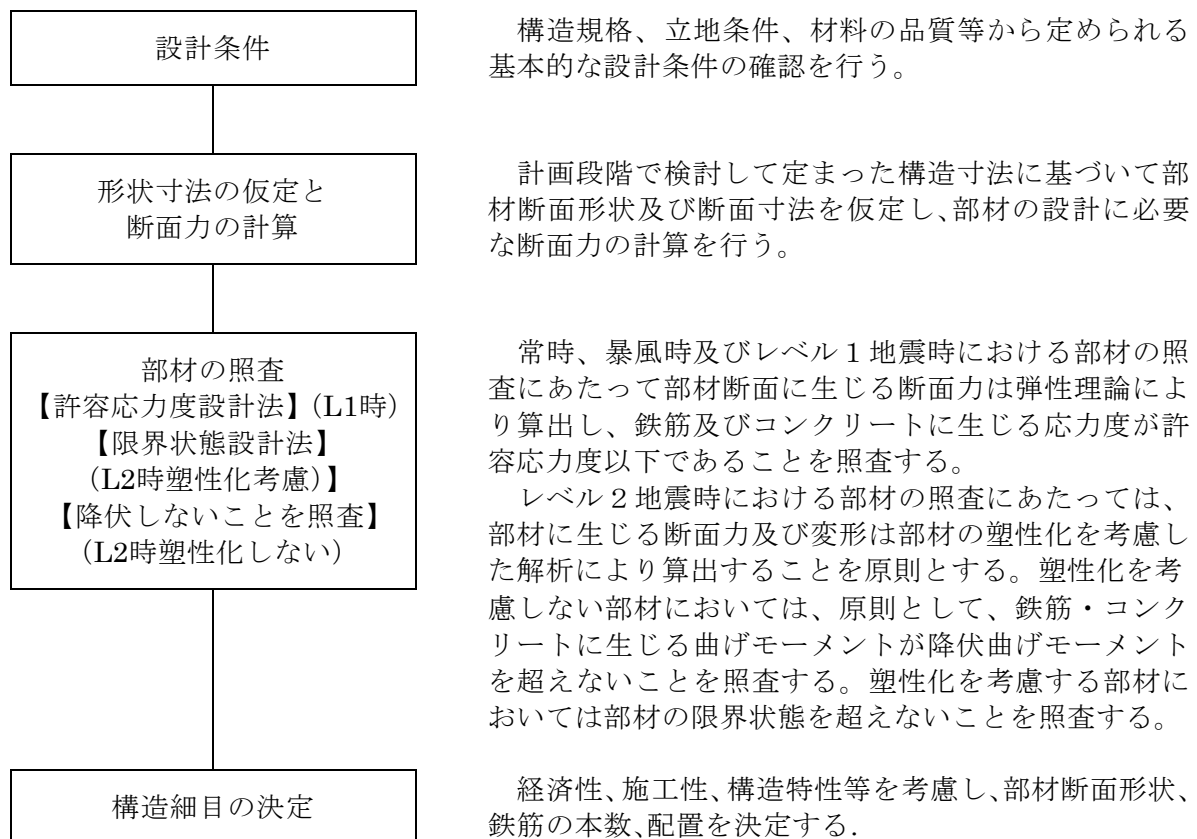 設計条件
構造規格、立地条件、材料の品質等から定められる
基本的な設計条件の確認を行う。
形状寸法の仮定と
断面力の計算
計画段階で検討して定まった構造寸法に基づいて部
材断面形状及び断面寸法を仮定し、部材の設計に必要
な断面力の計算を行う。
部材の照査
【許容応力度設計法】(L1時)
【限界状態設計法】
(L2時塑性化考慮)】
【降伏しないことを照査】
(L2時塑性化しない)
常時、暴風時及びレベル1地震時における部材の照
査にあたって部材断面に生じる断面力は弾性理論によ
り算出し、鉄筋及びコンクリートに生じる応力度が許
容応力度以下であることを照査する。
レベル2地震時における部材の照査にあたっては、
部材に生じる断面力及び変形は部材の塑性化を考慮し
た解析により算出することを原則とする。塑性化を考
慮しない部材においては、原則として、鉄筋・コンク
リートに生じる曲げモーメントが降伏曲げモーメント
を超えないことを照査する。塑性化を考慮する部材に
おいては部材の限界状態を超えないことを照査する。
構造細目の決定
経済性、施工性、構造特性等を考慮し、部材断面形状、
鉄筋の本数、配置を決定する.